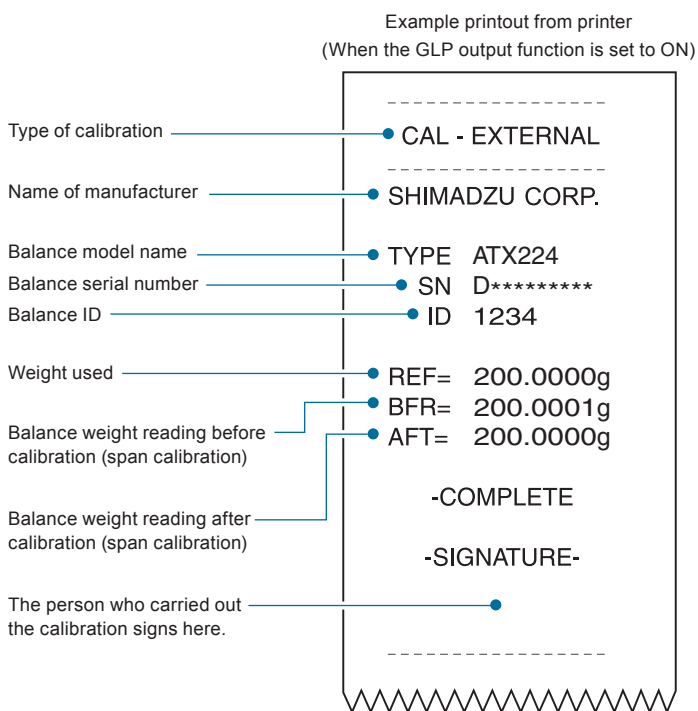 Example printout from printer
(When the GLP output function is set to ON)
Type of calibration
CAL - EXTERNAL
Name of manufacturer
SHIMADZU CORP.
Balance model name
TYPE ATX224
Balance serial number
SN D*********
Balance ID
ID 1234
Weight used
REF= 200.0000g
BFR= 200.0001g
Balance weight reading before
calibration (span calibration)
AFT= 200.0000g
-COMPLETE
Balance weight reading after
calibration (span calibration)
-SIGNATURE-
The person who carried out
the calibration signs here.